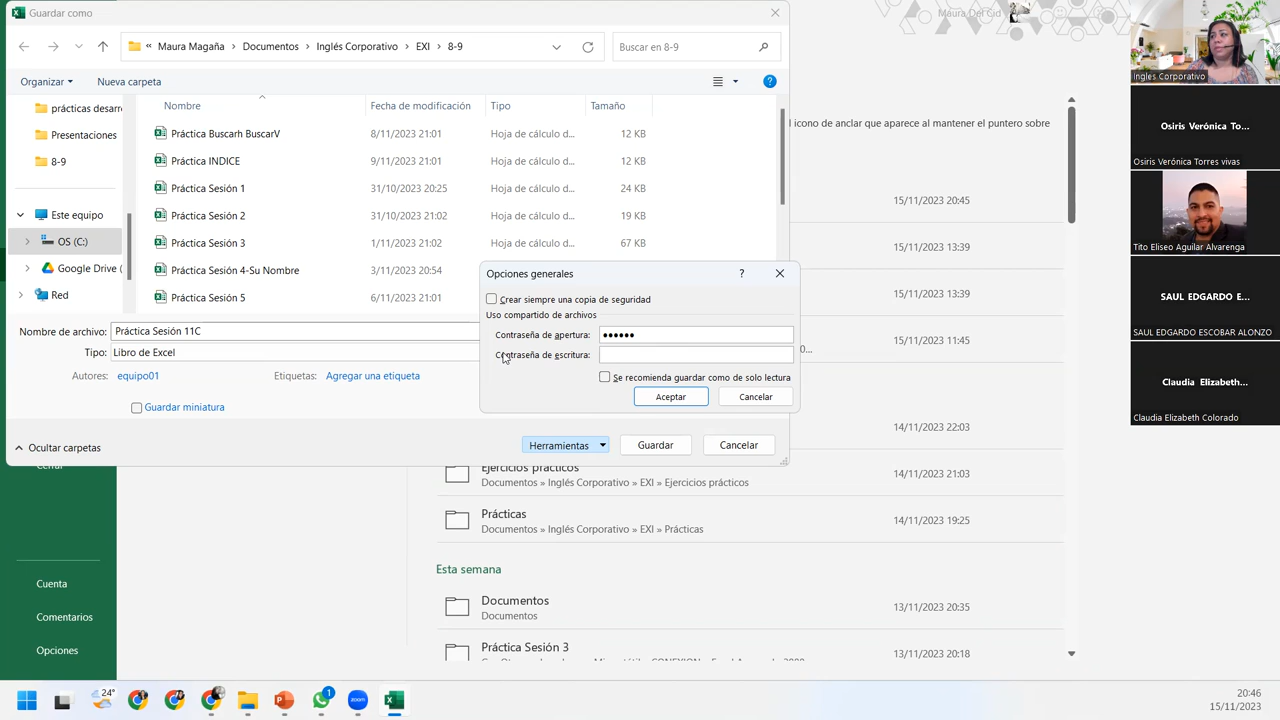 Guardar como
Maura Del Cid
« Maura Magaña > Documentos > Inglés Corporativo > EXI > 8-9
Buscar en 8-9
Organizar
Nueva carpeta
prácticas desarr
Presentaciones
8-9
Este equipo
OS (C:)
Google Drive (
Red
Nombre
Fecha de modificación
Tipo
Tamaño
Práctica Buscarh BuscarV
8/11/2023 21:01
Hoja de cálculo d...
12 KB
Práctica INDICE
9/11/2023 21:01
Hoja de cálculo d...
12 KB
Práctica Sesión 1
31/10/2023 20:25
Hoja de cálculo d...
24 KB
Práctica Sesión 2
31/10/2023 21:02
Hoja de cálculo d...
19 KB
Práctica Sesión 3
1/11/2023 21:02
Hoja de cálculo d...
67 KB
Práctica Sesión 4-Su Nombre
3/11/2023 20:54
Práctica Sesión 5
6/11/2023 21:01
Nombre de archivo:
Práctica Sesión 11C
Tipo:
Libro de Excel
Autores:
equipo01
Etiquetas:
Agregar una etiqueta
Guardar miniatura
Ocultar carpetas
Herramientas
Guardar
Cancelar
Opciones generales
?
Crear siempre una copia de seguridad
Uso compartido de archivos
Contraseña de apertura:
••••••
Contraseña de escritura:
Se recomienda guardar como de solo lectura
Aceptar
Cancelar
l icono de anclar que aparece al mantener el puntero sobre
15/11/2023 20:45
15/11/2023 13:39
15/11/2023 13:39
0...
15/11/2023 11:45
14/11/2023 22:03
Ejercicios prácticos
Documentos » Inglés Corporativo » EXI » Ejercicios prácticos
14/11/2023 21:03
Prácticas
Documentos » Inglés Corporativo » EXI » Prácticas
14/11/2023 19:25
Esta semana
Documentos
Documentos
13/11/2023 20:35
Práctica Sesión 3
13/11/2023 20:18
Cerrar
Cuenta
Comentarios
Opciones
Ingles Corporativo
Osiris Verónica To...
Osiris Verónica Torres vivas
Tito Eliseo Aguilar Alvarenga
SAUL EDGARDO E...
SAUL EDGARDO ESCOBAR ALONZO
Claudia Elizabeth...
Claudia Elizabeth Colorado
24°
1
zoom
20:46
15/11/2023